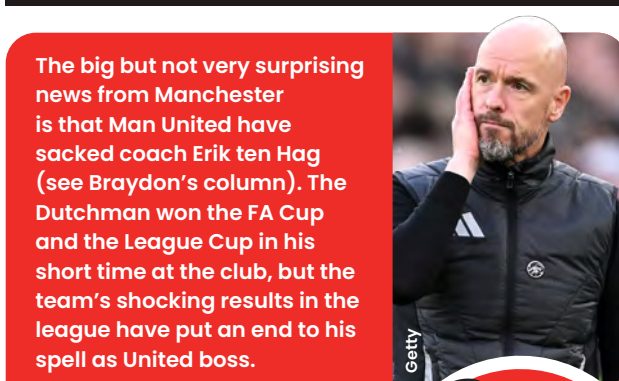 The big but not very surprising
news from Manchester
is that Man United have
sacked coach Erik ten Hag
(see Braydon's column). The
Dutchman won the FA Cup
and the League Cup in his
short time at the club, but the
team's shocking results in the
league have put an end to his
spell as United boss.
Getty